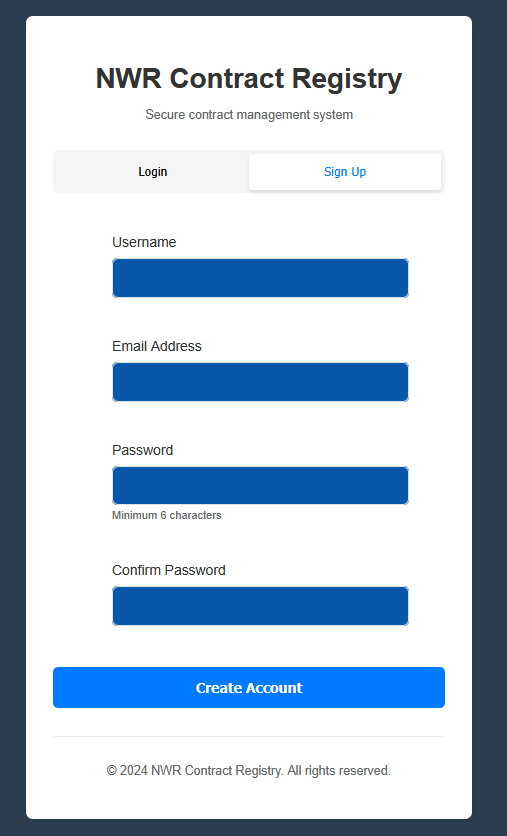 NWR Contract Registry
Secure contract management system
Login
Sign Up
Username
Email Address
Password
Minimum 6 characters
Confirm Password
Create Account
© 2024 NWR Contract Registry. All rights reserved.